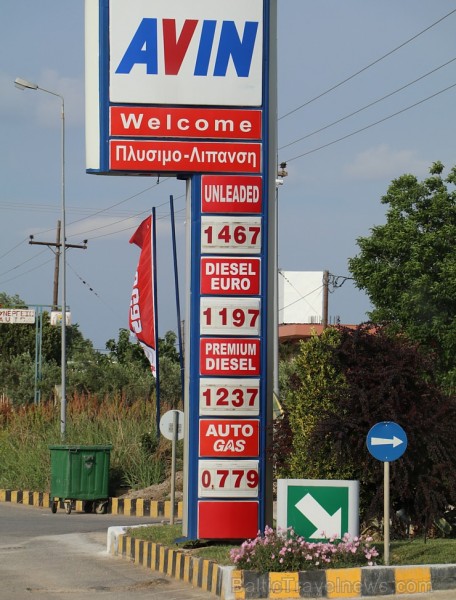 AVIN
Welcome
Πλυσιμο-Λιπανση
UNLEADED
1467
DIESEL
EURO
1197
PREMIUM
DIESEL
1237
AUTO
GAS
0,779
BalticTravelnews.com